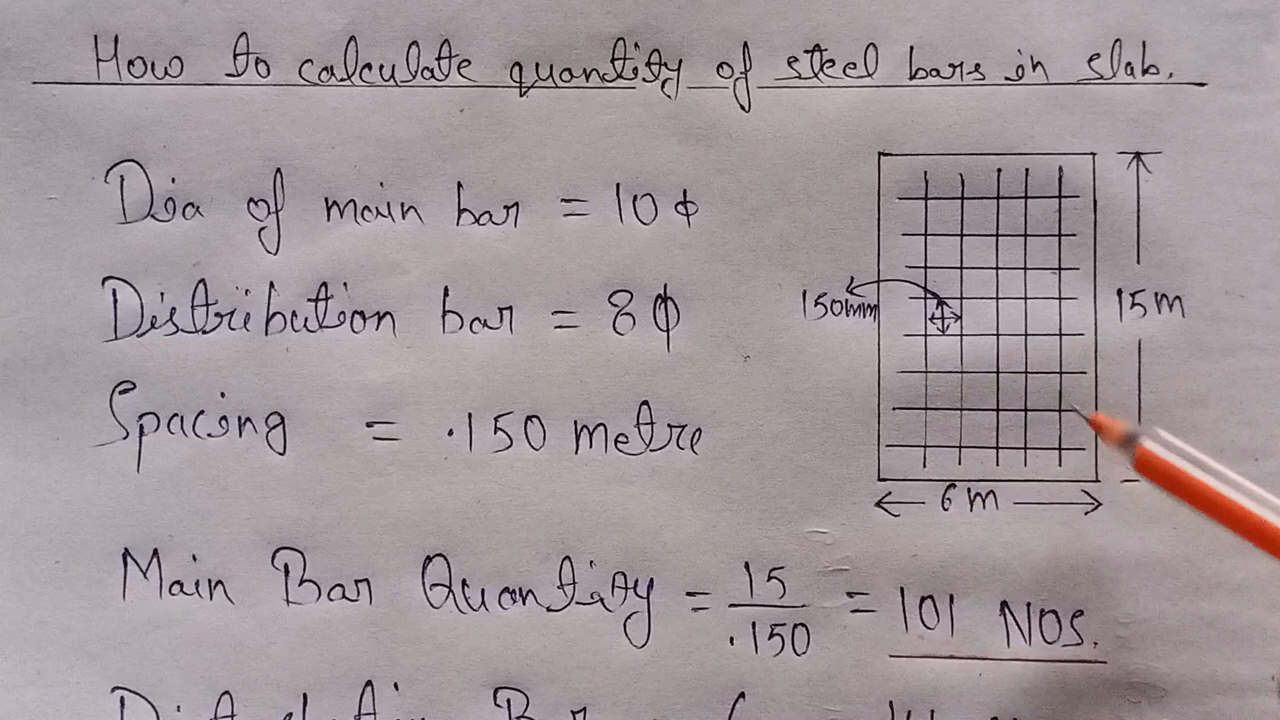 How to calculate quantity of steel bars in slab.
Dia of main bar = 10 ϕ
Distribution bar = 8 ϕ
Spacing = .150 metre
150mm
15m
6m
Main Bar Quantity = 15/.150 = 101 NOS.